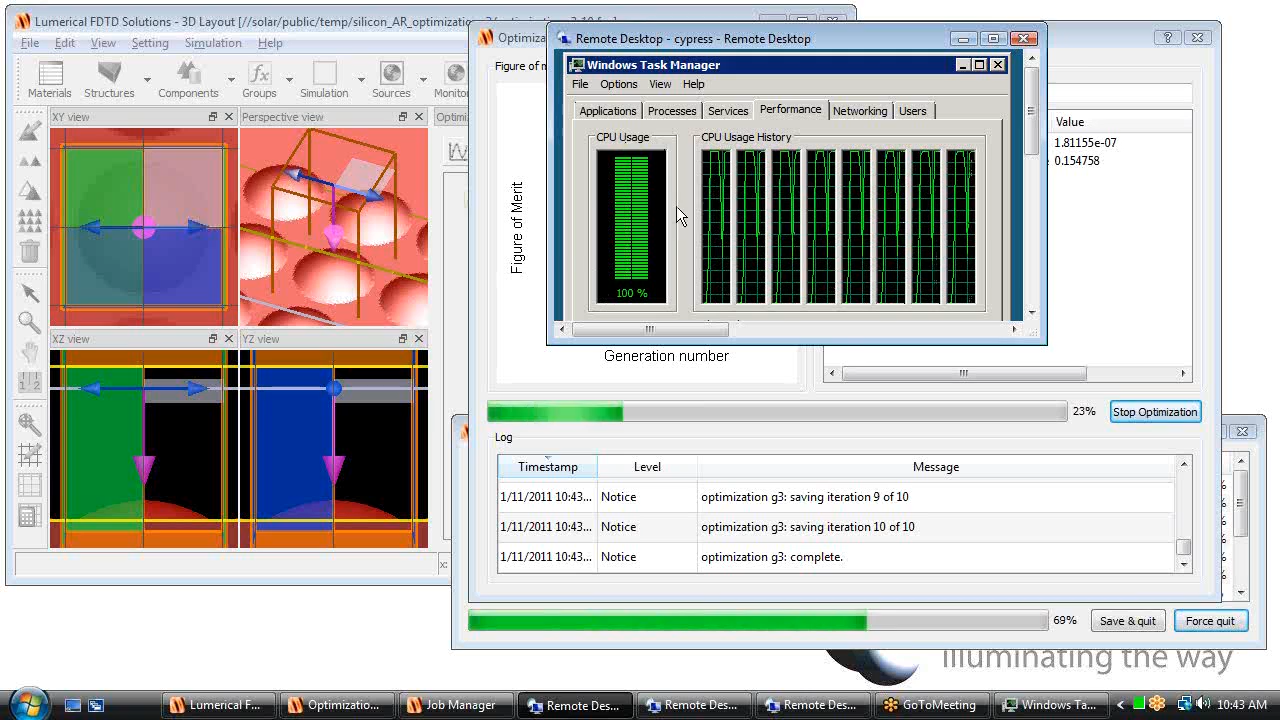 Lumerical FDTD Solutions - 3D Layout [//solar/public/temp/silicon_AR_optimization_
File Edit View Setting Simulation Help
Materials Structures Components Groups Simulation Sources Monitor
XY view
Perspective view
Optimiz
XZ view
YZ view
x:
Optimiza
Figure of m
Figure of Merit
Generation number
Value
1.81155e-07
0.154758
Remote Desktop - cypress - Remote Desktop
Windows Task Manager
File Options View Help
Applications Processes Services Performance Networking Users
CPU Usage
CPU Usage History
100 %
23%
Stop Optimization
Log
Timestamp Level Message
1/11/2011 10:43... Notice optimization g3: saving iteration 9 of 10
1/11/2011 10:43... Notice optimization g3: saving iteration 10 of 10
1/11/2011 10:43... Notice optimization g3: complete.
69%
Save & quit
Force quit
illuminating the way
Lumerical F... Optimizatio... Job Manager Remote Des... Remote Des... Remote Des... GoToMeeting Windows Ta... 10:43 AM